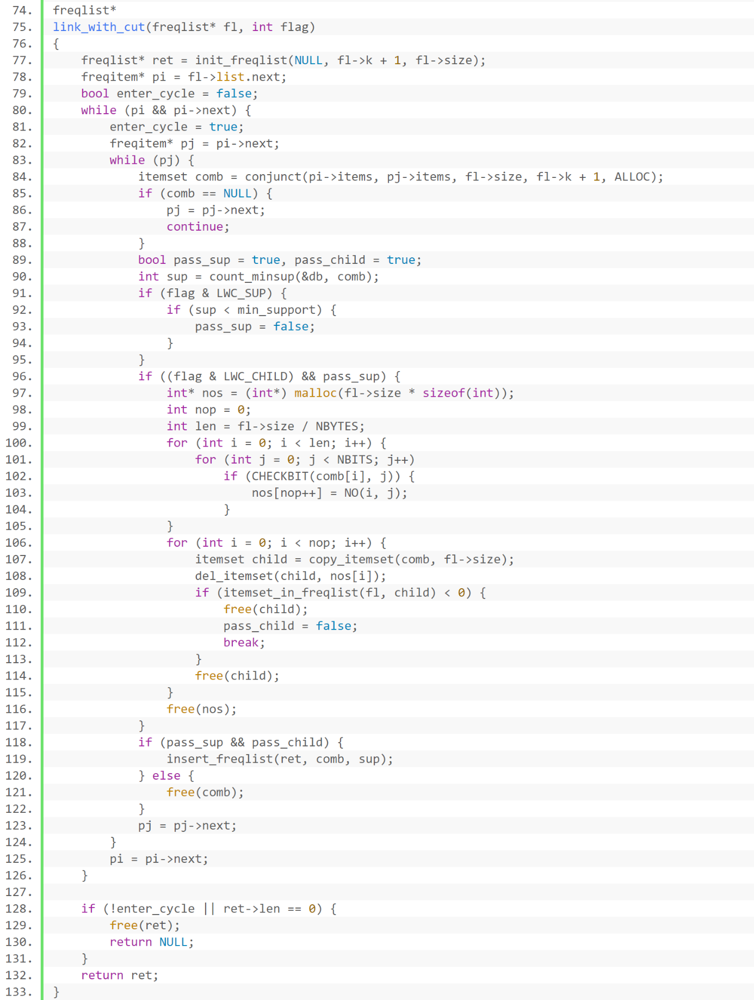 74. freqlist*
75. link_with_cut(freqlist* fl, int flag)
76. {
77.     freqlist* ret = init_freqlist(NULL, fl->k + 1, fl->size);
78.     freqitem* pi = fl->list.next;
79.     bool enter_cycle = false;
80.     while (pi && pi->next) {
81.         enter_cycle = true;
82.         freqitem* pj = pi->next;
83.         while (pj) {
84.             itemset comb = conjunct(pi->items, pj->items, fl->size, fl->k + 1, ALLOC);
85.             if (comb == NULL) {
86.                 pj = pj->next;
87.                 continue;
88.             }
89.             bool pass_sup = true, pass_child = true;
90.             int sup = count_minsup(&db, comb);
91.             if (flag & LWC_SUP) {
92.                 if (sup < min_support) {
93.                     pass_sup = false;
94.                 }
95.             }
96.             if ((flag & LWC_CHILD) && pass_sup) {
97.                 int* nos = (int*) malloc(fl->size * sizeof(int));
98.                 int nop = 0;
99.                 int len = fl->size / NBYTES;
100.                 for (int i = 0; i < len; i++) {
101.                     for (int j = 0; j < NBITS; j++)
102.                         if (CHECKBIT(comb[i], j)) {
103.                             nos[nop++] = NO(i, j);
104.                         }
105.                 }
106.                 for (int i = 0; i < nop; i++) {
107.                     itemset child = copy_itemset(comb, fl->size);
108.                     del_itemset(child, nos[i]);
109.                     if (itemset_in_freqlist(fl, child) < 0) {
110.                         free(child);
111.                         pass_child = false;
112.                         break;
113.                     }
114.                     free(child);
115.                 }
116.                 free(nos);
117.             }
118.             if (pass_sup && pass_child) {
119.                 insert_freqlist(ret, comb, sup);
120.             } else {
121.                 free(comb);
122.             }
123.             pj = pj->next;
124.         }
125.         pi = pi->next;
126.     }
127.
128.     if (!enter_cycle || ret->len == 0) {
129.         free(ret);
130.         return NULL;
131.     }
132.     return ret;
133. }